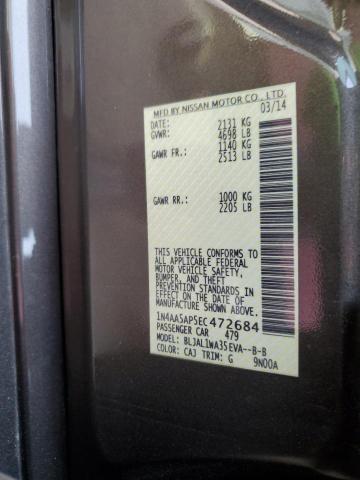 MFD BY NISSAN MOTOR CO., LTD.
DATE: 03/14
GVWR: 2131 KG
4698 LB
GAWR FR.: 1140 KG
2513 LB
GAWR RR.: 1000 KG
2205 LB
THIS VEHICLE CONFORMS TO
ALL APPLICABLE FEDERAL
MOTOR VEHICLE SAFETY,
BUMPER, AND THEFT
PREVENTION STANDARDS IN
EFFECT ON THE DATE OF
MANUFACTURE SHOWN ABOVE.
1N4AA5AP5EC472684
PASSENGER CAR 479
MODEL: BLJAL1WA35EVA--B-B
COLOR: CAJ TRIM: G 9N00A